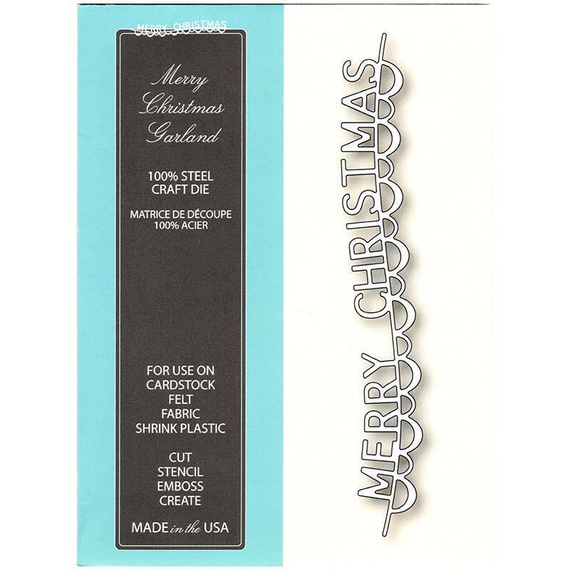 MERRY CHRISTMAS
Merry
Christmas
Garland
100% STEEL
CRAFT DIE
MATRICE DE DÉCOUPE
100% ACIER
FOR USE ON
CARDSTOCK
FELT
FABRIC
SHRINK PLASTIC
CUT
STENCIL
EMBOSS
CREATE
MADE in the USA
MERRY CHRISTMAS